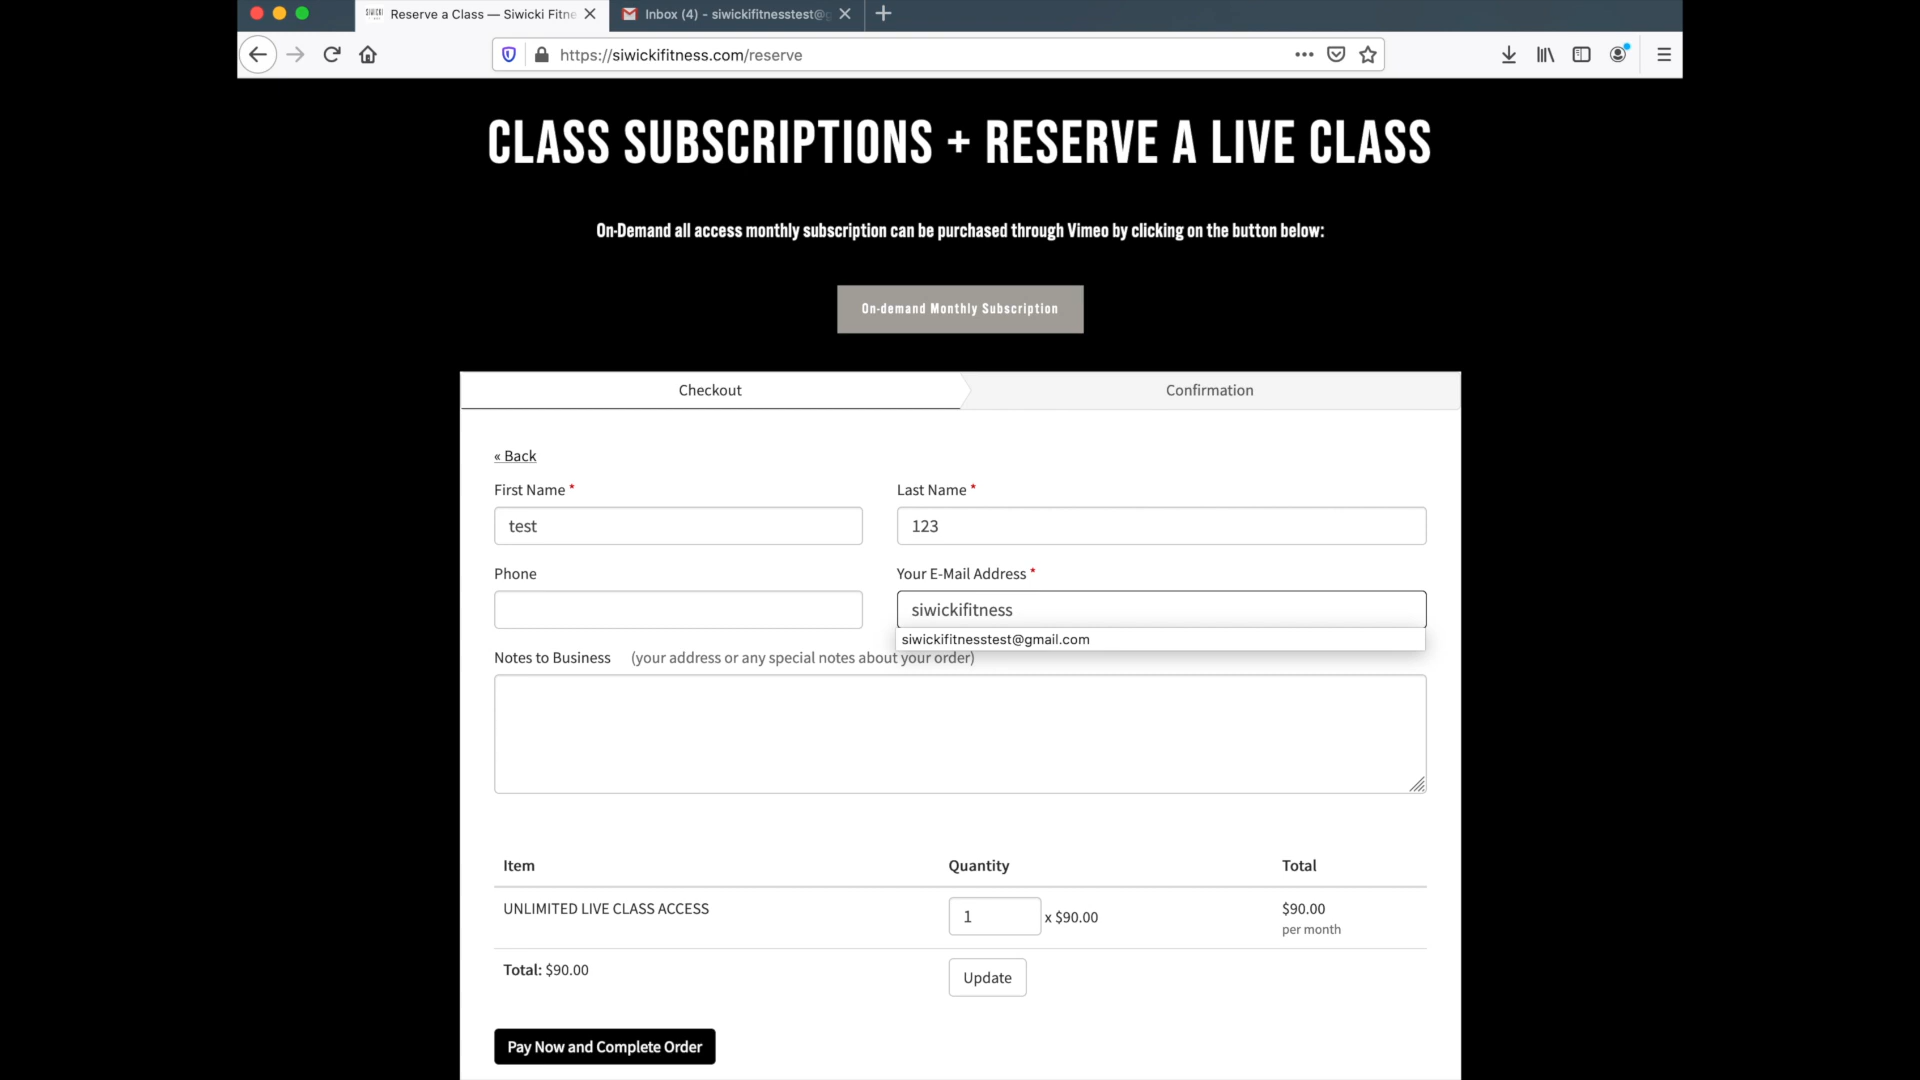 Reserve a Class — Siwicki Fitne
Inbox (4) - siwickifitnesstest@g
https://siwickifitness.com/reserve
CLASS SUBSCRIPTIONS + RESERVE A LIVE CLASS
On-Demand all access monthly subscription can be purchased through Vimeo by clicking on the button below:
On-demand Monthly Subscription
Checkout
Confirmation
« Back
First Name *
Last Name *
test
123
Phone
Your E-Mail Address *
siwickifitness
siwickifitnesstest@gmail.com
Notes to Business (your address or any special notes about your order)
Item Quantity Total
UNLIMITED LIVE CLASS ACCESS 1 x $90.00 $90.00
per month
Total: $90.00
Update
Pay Now and Complete Order